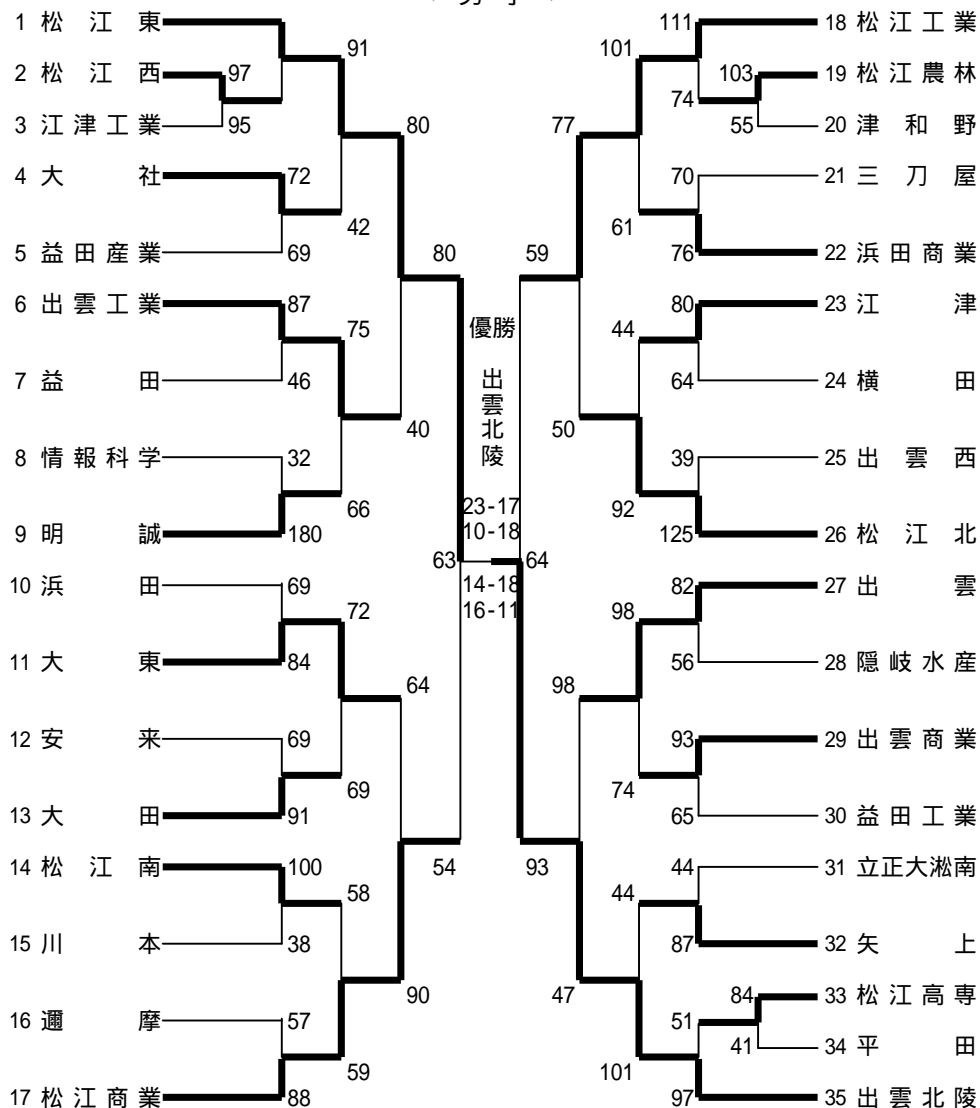 1 松江東
2 松江西
3 江津工業
4 大社
5 益田産業
6 出雲工業
7 益田
8 情報科学
9 明誠
10 浜田
11 大東
12 安来
13 大田
14 松江南
15 川本
16 邇摩
17 松江商業
97
95
72
69
87
46
32
180
69
84
69
91
100
38
57
88
91
42
75
66
72
69
58
59
80
40
64
90
80
54
63
優勝
出雲北陵
23-17
10-18
14-18
16-11
64
59
93
77
50
98
47
101
61
44
92
98
74
44
101
111
74
70
76
80
64
39
125
82
56
93
65
44
87
51
97
103
55
84
41
18 松江工業
19 松江農林
20 津和野
21 三刀屋
22 浜田商業
23 江津
24 横田
25 出雲西
26 松江北
27 出雲
28 隠岐水産
29 出雲商業
30 益田工業
31 立正大淞南
32 矢上
33 松江高専
34 平田
35 出雲北陵